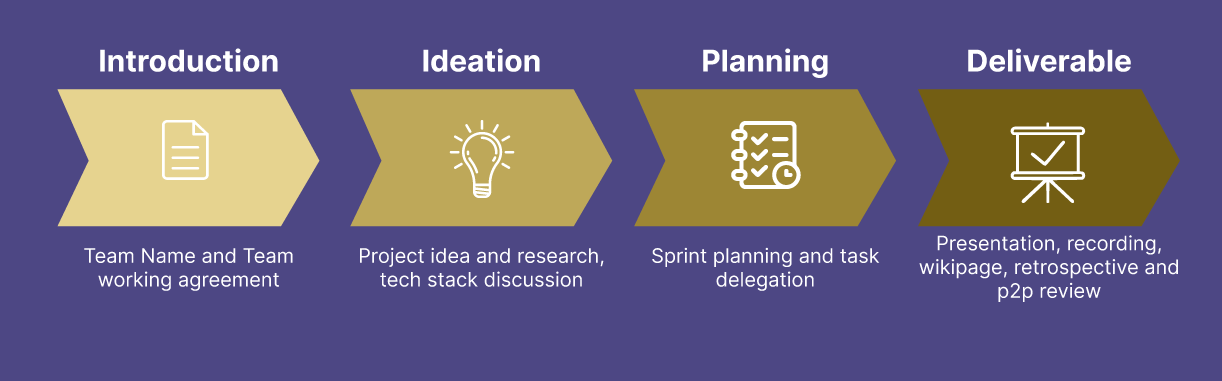 Introduction
Ideation
Planning
Deliverable
Team Name and Team
working agreement
Project idea and research,
tech stack discussion
Sprint planning and task
delegation
Presentation, recording,
wikipage, retrospective and
p2p review